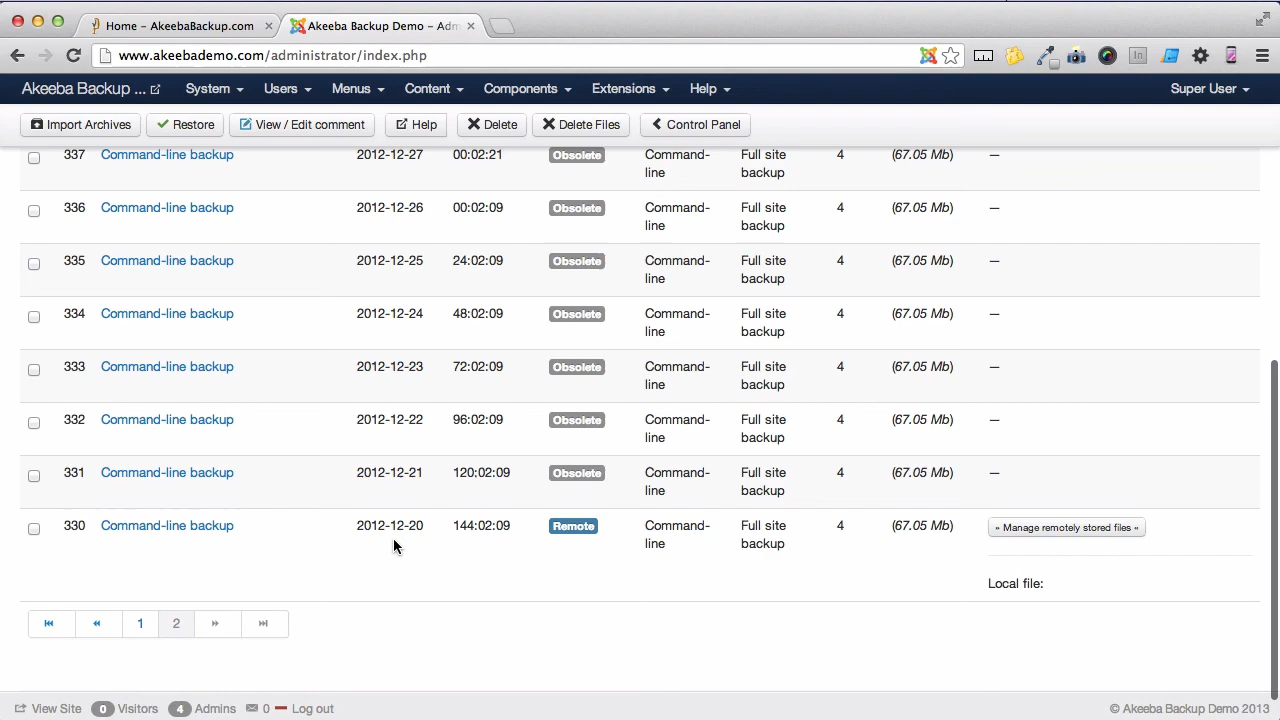 Home – AkeebaBackup.com
Akeeba Backup Demo – Adm
www.akeebademo.com/administrator/index.php
Akeeba Backup ... System Users Menus Content Components Extensions Help Super User
Import Archives Restore View / Edit comment Help Delete Delete Files Control Panel
337 Command-line backup 2012-12-27 00:02:21 Obsolete Command-line Full site backup 4 (67.05 Mb) —
336 Command-line backup 2012-12-26 00:02:09 Obsolete Command-line Full site backup 4 (67.05 Mb) —
335 Command-line backup 2012-12-25 24:02:09 Obsolete Command-line Full site backup 4 (67.05 Mb) —
334 Command-line backup 2012-12-24 48:02:09 Obsolete Command-line Full site backup 4 (67.05 Mb) —
333 Command-line backup 2012-12-23 72:02:09 Obsolete Command-line Full site backup 4 (67.05 Mb) —
332 Command-line backup 2012-12-22 96:02:09 Obsolete Command-line Full site backup 4 (67.05 Mb) —
331 Command-line backup 2012-12-21 120:02:09 Obsolete Command-line Full site backup 4 (67.05 Mb) —
330 Command-line backup 2012-12-20 144:02:09 Remote Command-line Full site backup 4 (67.05 Mb) » Manage remotely stored files «
Local file:
1 2
View Site 0 Visitors 4 Admins 0 Log out © Akeeba Backup Demo 2013